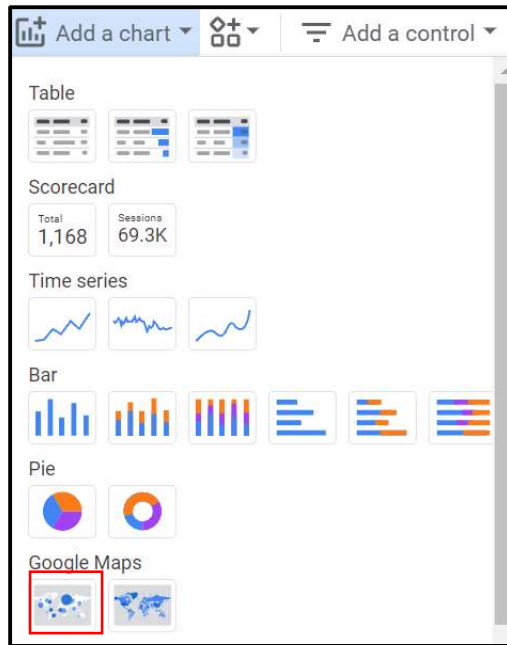 Add a chart Add a control
Table
Scorecard
Total Sessions
1,168 69.3K
Time series
Bar
Pie
Google Maps